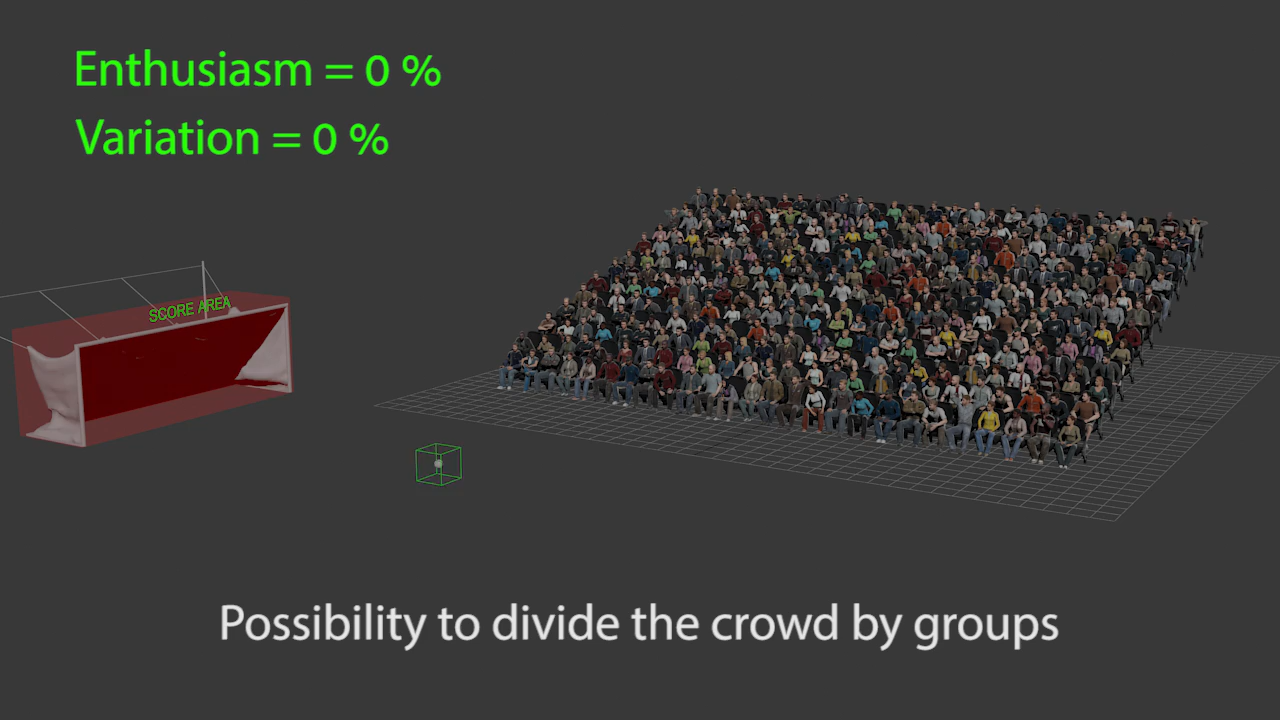 Enthusiasm = 0 %
Variation = 0 %
SCORE AREA
Possibility to divide the crowd by groups